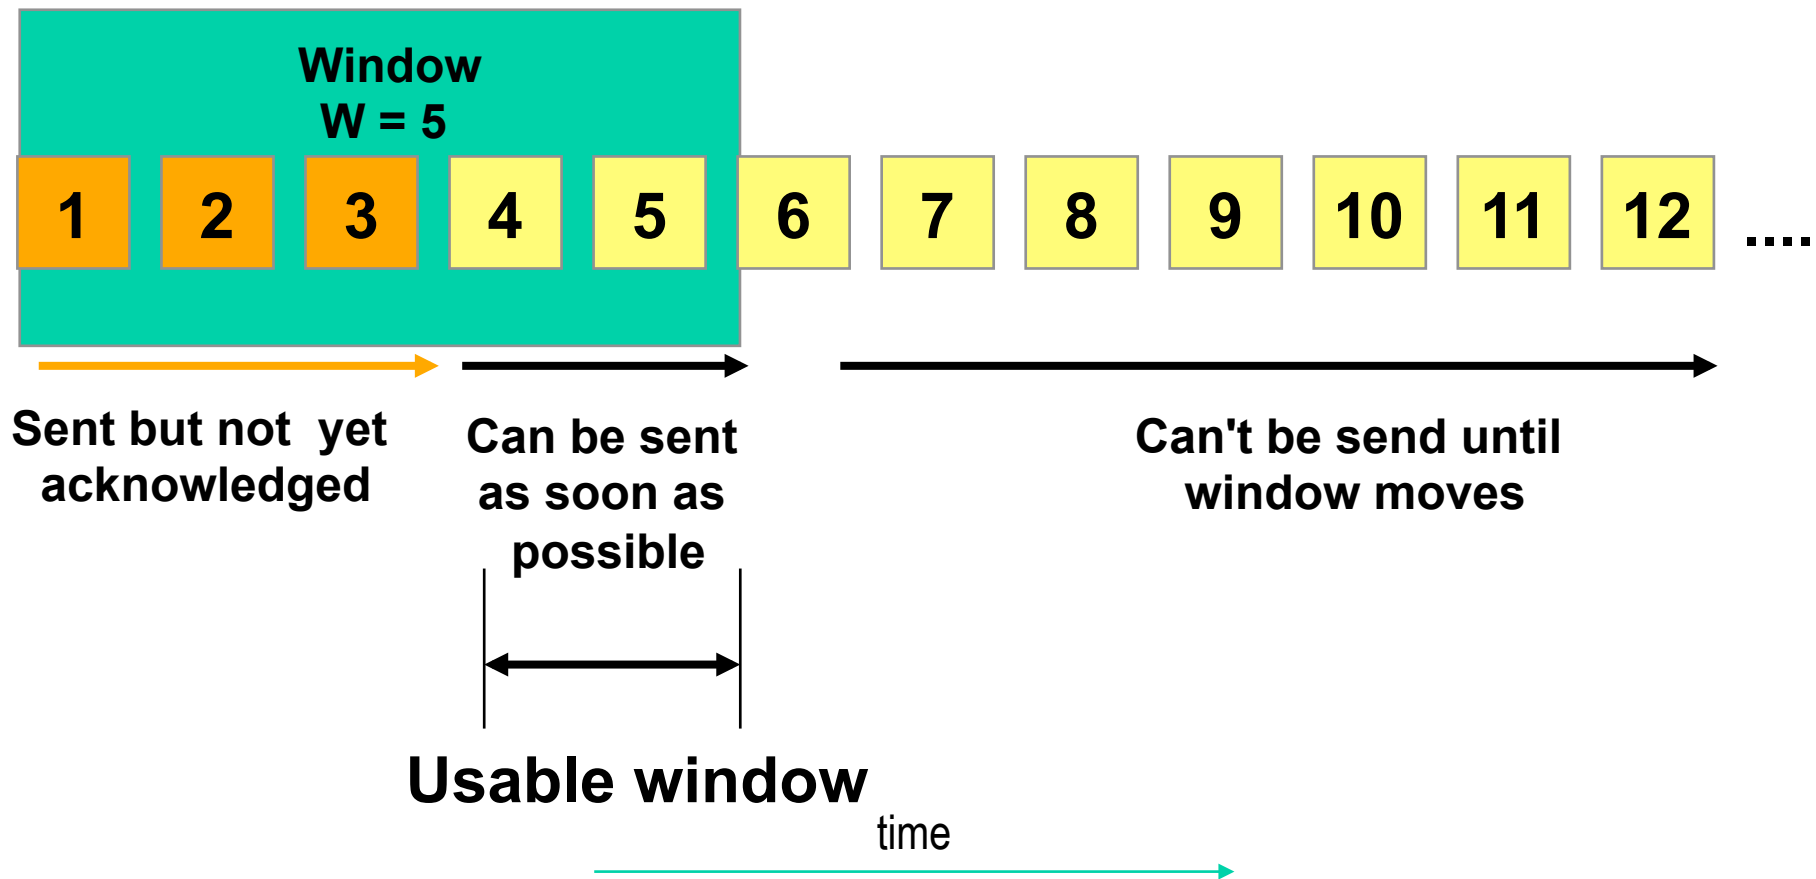 Window
W = 5
1 2 3 4 5 6 7 8 9 10 11 12 ....
Sent but not yet
acknowledged
Can be sent
as soon as
possible
Can't be send until
window moves
Usable window
time